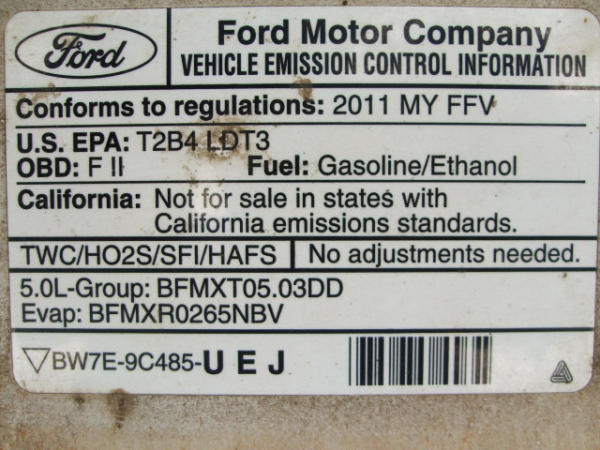 Ford
Ford Motor Company
VEHICLE EMISSION CONTROL INFORMATION
Conforms to regulations: 2011 MY FFV
U.S. EPA: T2B4 LDT3
OBD: F II Fuel: Gasoline/Ethanol
California: Not for sale in states with
California emissions standards.
TWC/HO2S/SFI/HAFS No adjustments needed.
5.0L-Group: BFMXT05.03DD
Evap: BFMXR0265NBV
BW7E-9C485-U E J